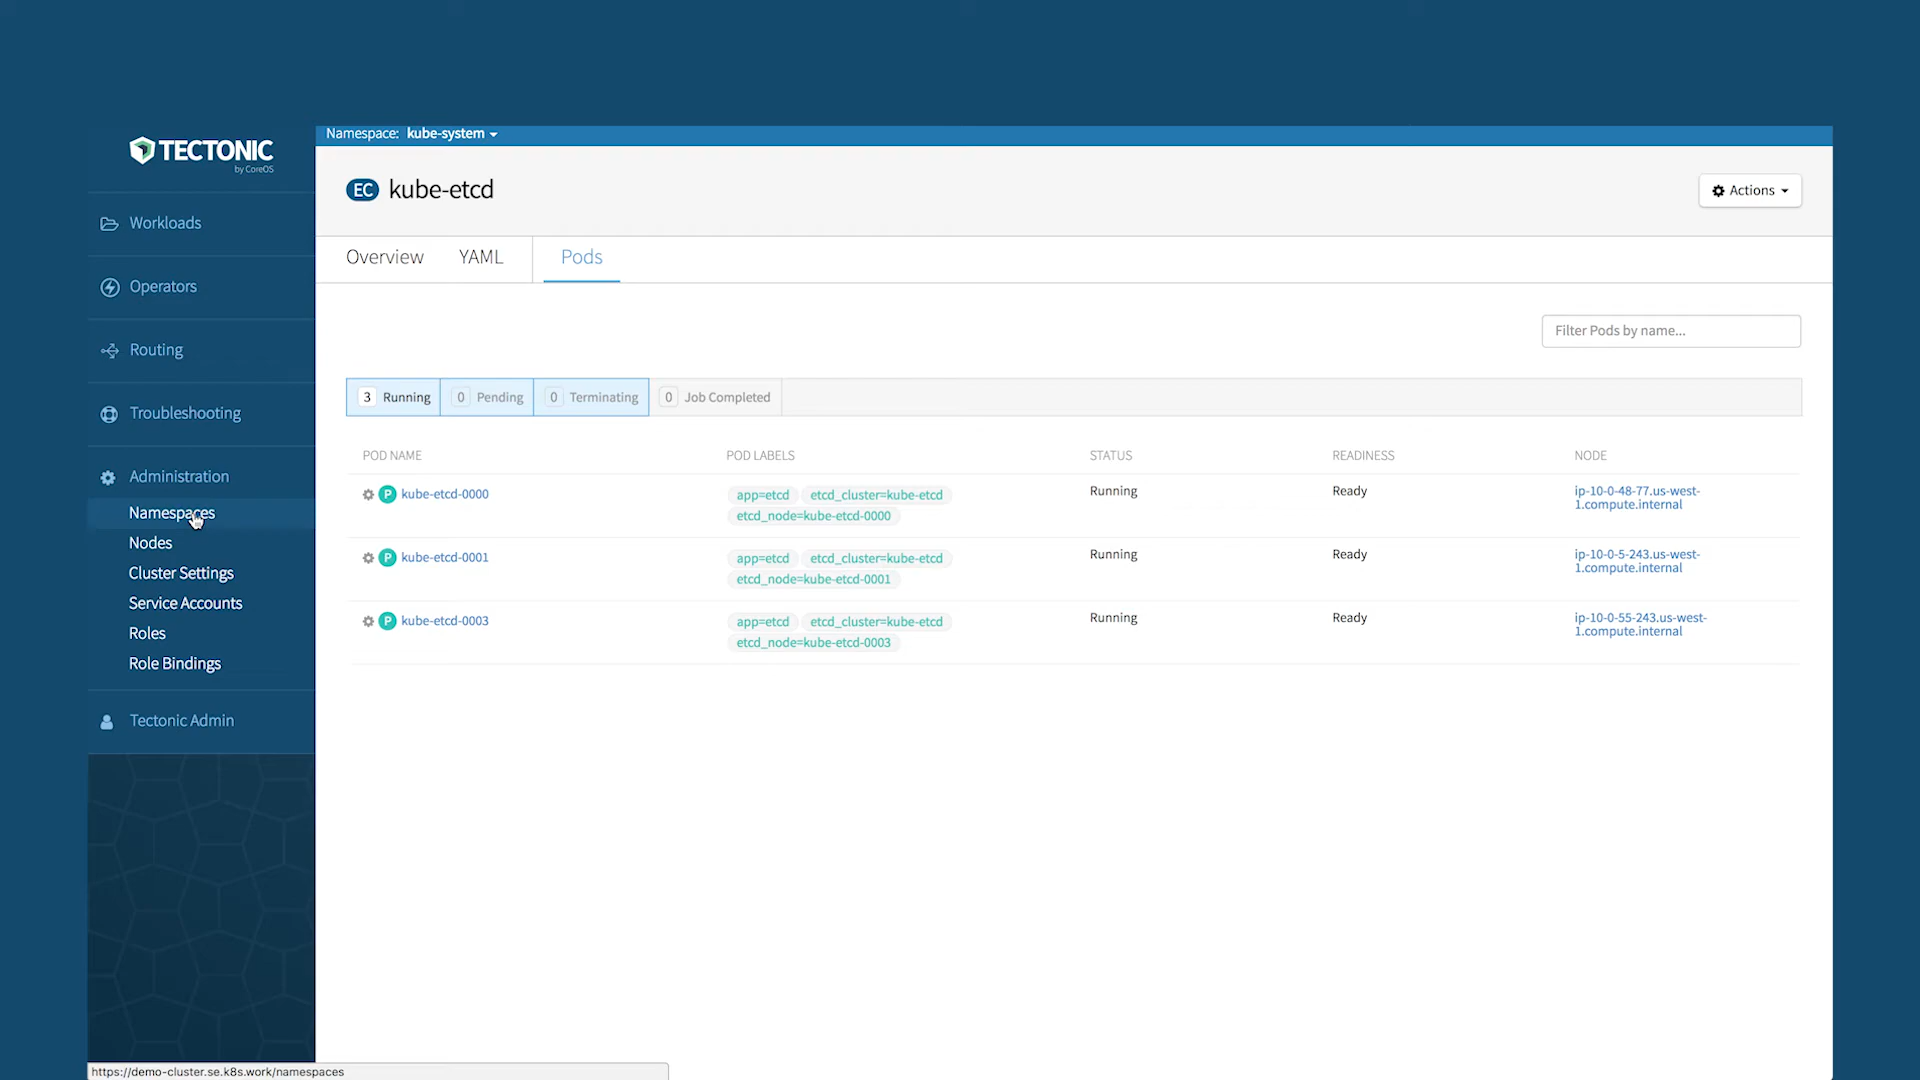 TECTONIC
by CoreOS
Workloads
Operators
Routing
Troubleshooting
Administration
Namespaces
Nodes
Cluster Settings
Service Accounts
Roles
Role Bindings
Tectonic Admin
Namespace: kube-system
EC kube-etcd
Actions
Overview YAML Pods
Filter Pods by name...
3 Running 0 Pending 0 Terminating 0 Job Completed
POD NAME POD LABELS STATUS READINESS NODE
P kube-etcd-0000 app=etcd etcd_cluster=kube-etcd Running Ready ip-10-0-48-77.us-west-
etcd_node=kube-etcd-0000 1.compute.internal
P kube-etcd-0001 app=etcd etcd_cluster=kube-etcd Running Ready ip-10-0-5-243.us-west-
etcd_node=kube-etcd-0001 1.compute.internal
P kube-etcd-0003 app=etcd etcd_cluster=kube-etcd Running Ready ip-10-0-55-243.us-west-
etcd_node=kube-etcd-0003 1.compute.internal
https://demo-cluster.se.k8s.work/namespaces